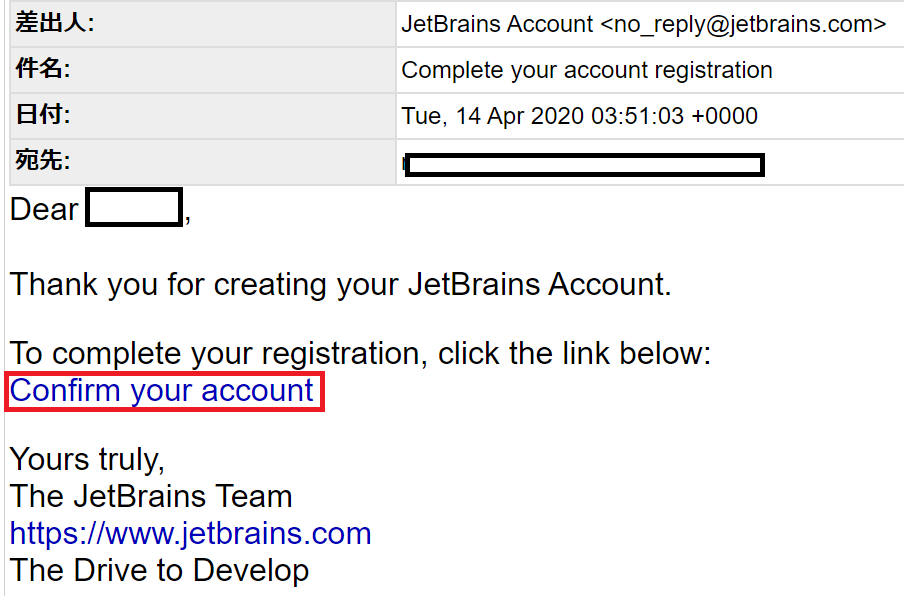 差出人: JetBrains Account <no_reply@jetbrains.com>
件名: Complete your account registration
日付: Tue, 14 Apr 2020 03:51:03 +0000
宛先:
Dear ,
Thank you for creating your JetBrains Account.
To complete your registration, click the link below:
Confirm your account
Yours truly,
The JetBrains Team
https://www.jetbrains.com
The Drive to Develop